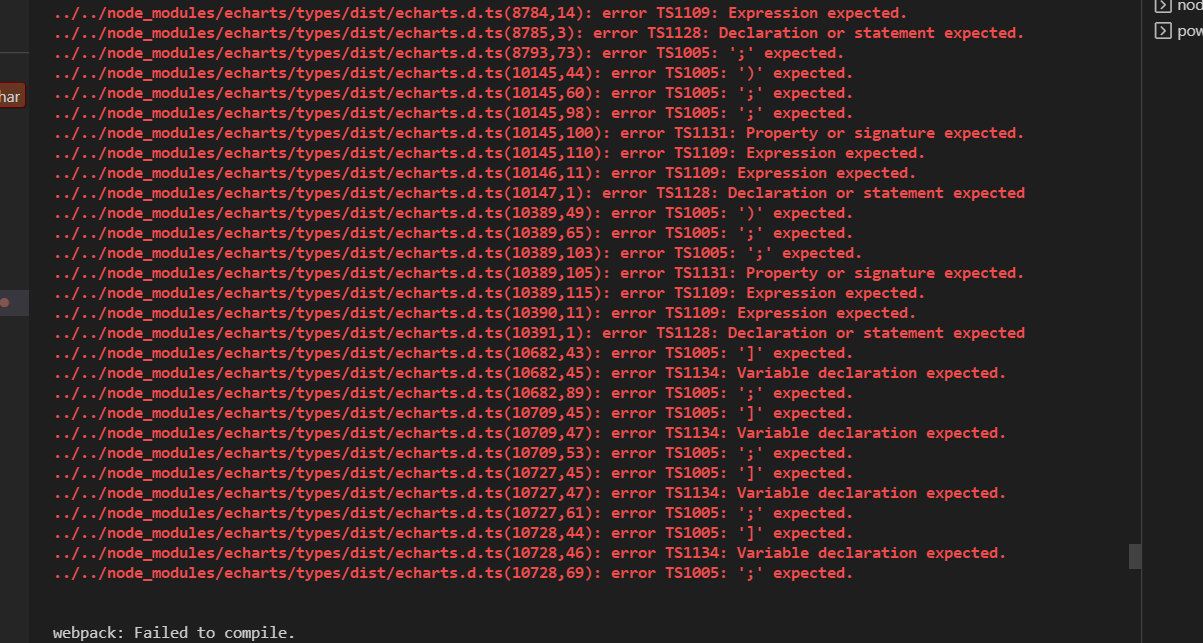 ../../node_modules/echarts/types/dist/echarts.d.ts(8784,14): error TS1109: Expression expected.
../../node_modules/echarts/types/dist/echarts.d.ts(8785,3): error TS1128: Declaration or statement expected.
../../node_modules/echarts/types/dist/echarts.d.ts(8793,73): error TS1005: ';' expected.
../../node_modules/echarts/types/dist/echarts.d.ts(10145,44): error TS1005: ')' expected.
../../node_modules/echarts/types/dist/echarts.d.ts(10145,60): error TS1005: ';' expected.
../../node_modules/echarts/types/dist/echarts.d.ts(10145,98): error TS1005: ';' expected.
../../node_modules/echarts/types/dist/echarts.d.ts(10145,100): error TS1131: Property or signature expected.
../../node_modules/echarts/types/dist/echarts.d.ts(10145,110): error TS1109: Expression expected.
../../node_modules/echarts/types/dist/echarts.d.ts(10146,11): error TS1109: Expression expected.
../../node_modules/echarts/types/dist/echarts.d.ts(10147,1): error TS1128: Declaration or statement expected
../../node_modules/echarts/types/dist/echarts.d.ts(10389,49): error TS1005: ')' expected.
../../node_modules/echarts/types/dist/echarts.d.ts(10389,65): error TS1005: ';' expected.
../../node_modules/echarts/types/dist/echarts.d.ts(10389,103): error TS1005: ';' expected.
../../node_modules/echarts/types/dist/echarts.d.ts(10389,105): error TS1131: Property or signature expected.
../../node_modules/echarts/types/dist/echarts.d.ts(10389,115): error TS1109: Expression expected.
../../node_modules/echarts/types/dist/echarts.d.ts(10390,11): error TS1109: Expression expected.
../../node_modules/echarts/types/dist/echarts.d.ts(10391,1): error TS1128: Declaration or statement expected
../../node_modules/echarts/types/dist/echarts.d.ts(10682,43): error TS1005: ']' expected.
../../node_modules/echarts/types/dist/echarts.d.ts(10682,45): error TS1134: Variable declaration expected.
../../node_modules/echarts/types/dist/echarts.d.ts(10682,89): error TS1005: ';' expected.
../../node_modules/echarts/types/dist/echarts.d.ts(10709,45): error TS1005: ']' expected.
../../node_modules/echarts/types/dist/echarts.d.ts(10709,47): error TS1134: Variable declaration expected.
../../node_modules/echarts/types/dist/echarts.d.ts(10709,53): error TS1005: ';' expected.
../../node_modules/echarts/types/dist/echarts.d.ts(10727,45): error TS1005: ']' expected.
../../node_modules/echarts/types/dist/echarts.d.ts(10727,47): error TS1134: Variable declaration expected.
../../node_modules/echarts/types/dist/echarts.d.ts(10727,61): error TS1005: ';' expected.
../../node_modules/echarts/types/dist/echarts.d.ts(10728,44): error TS1005: ']' expected.
../../node_modules/echarts/types/dist/echarts.d.ts(10728,46): error TS1134: Variable declaration expected.
../../node_modules/echarts/types/dist/echarts.d.ts(10728,69): error TS1005: ';' expected.
webpack: Failed to compile.
har
nod
pow